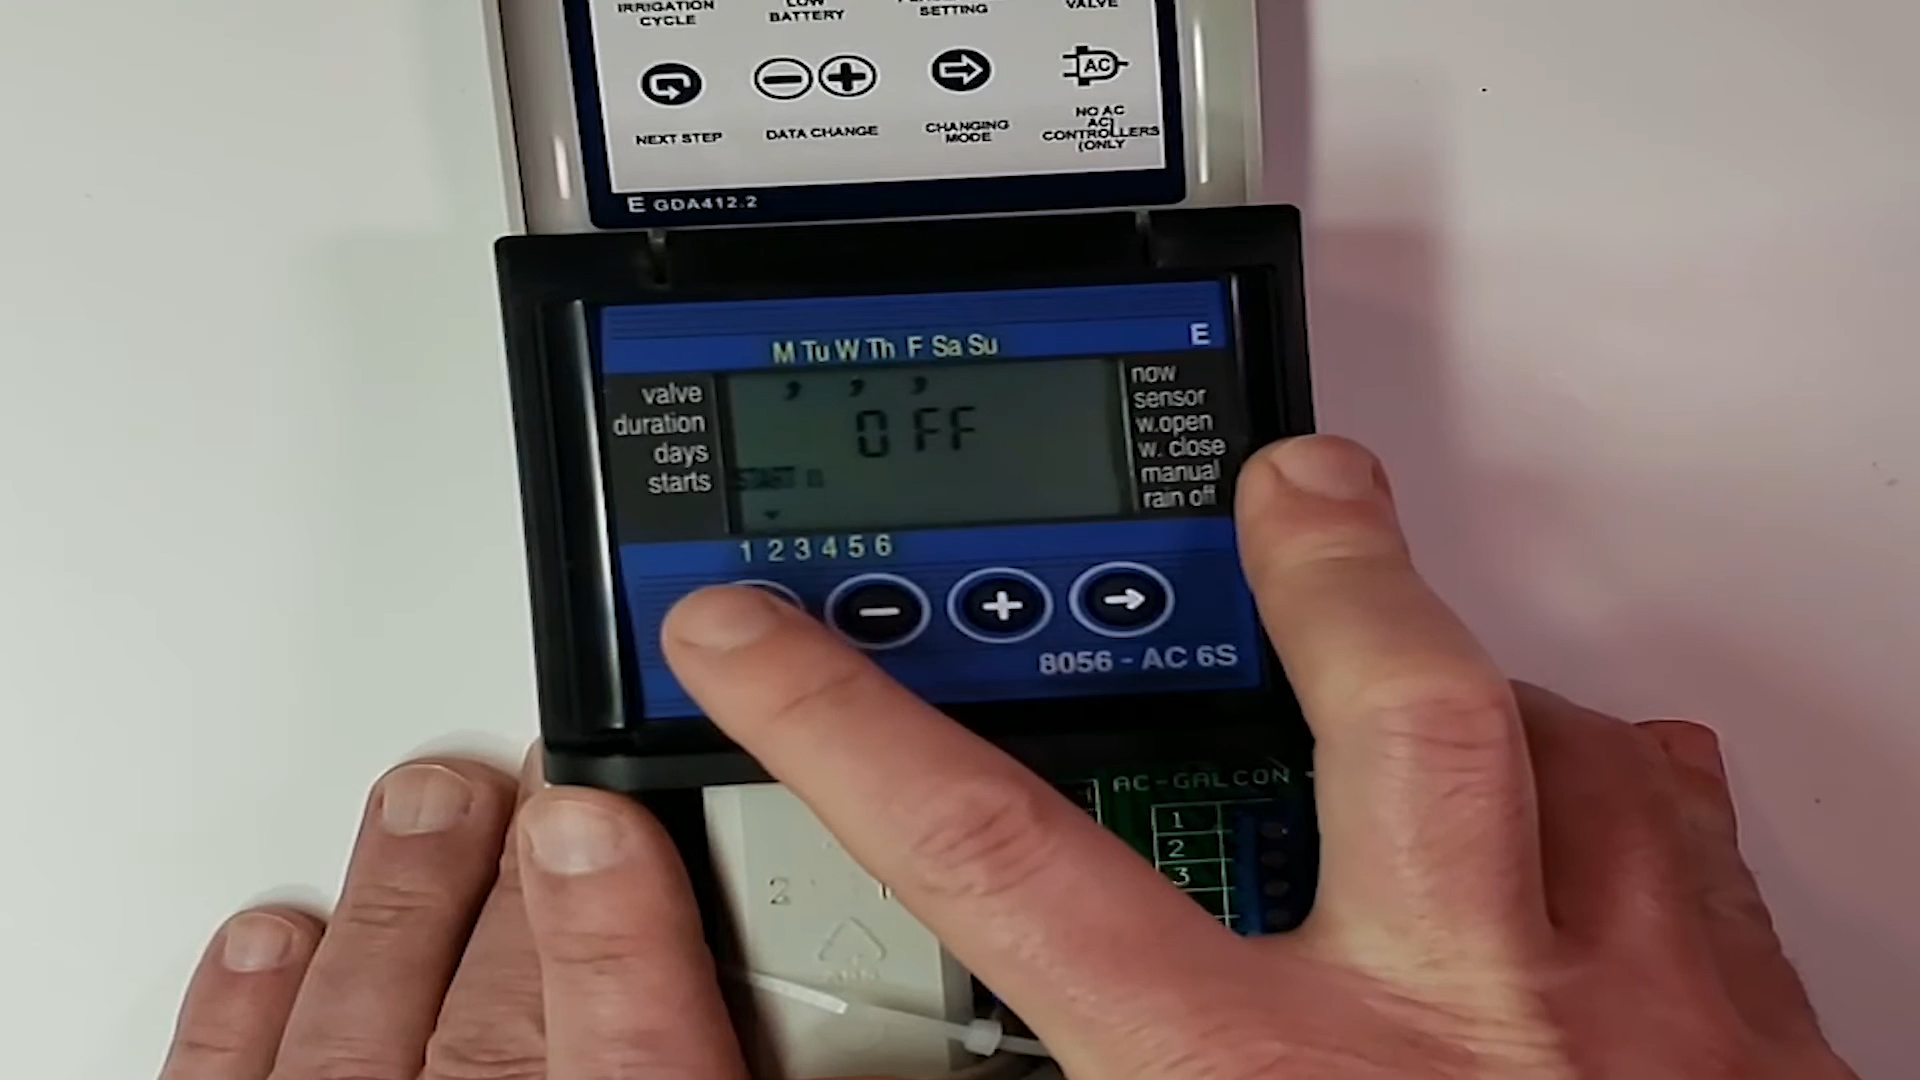 IRRIGATION
CYCLE
LOW
BATTERY
SETTING
VALVE
AC
NEXT STEP
DATA CHANGE
CHANGING
MODE
NO AC
AC)
CONTROLLERS
(ONLY
E GDA412.2
M Tu W Th F Sa Su
E
valve
duration
days
starts
OFF
START
now
sensor
w.open
w. close
manual
rain off
1 2 3 4 5 6
8056 - AC 6S
AC-GALCON
1
2
3
2